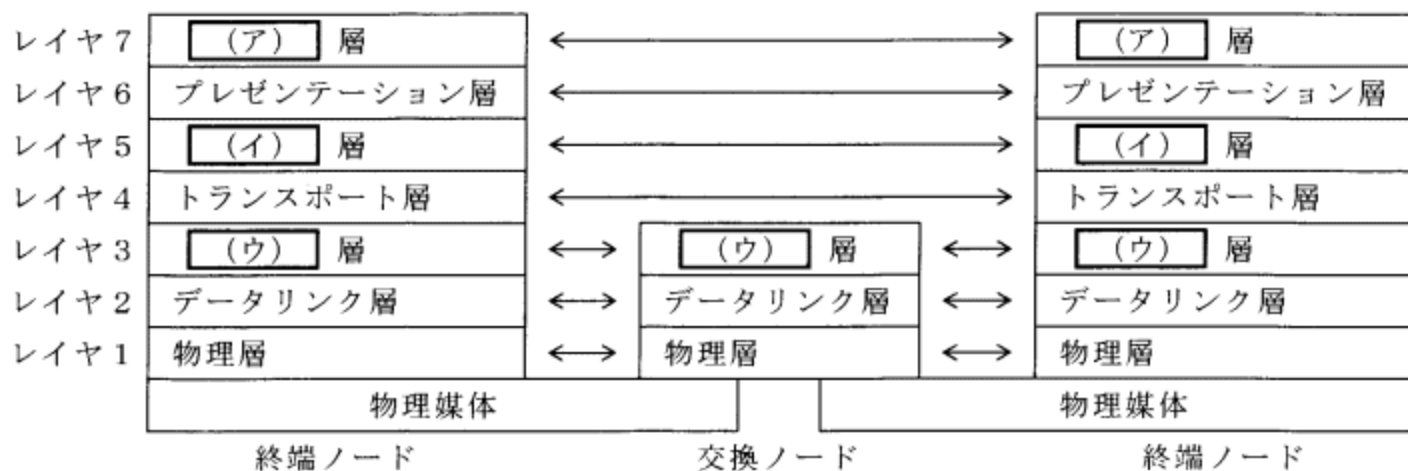 レイヤ7 (ア) 層 (ア) 層
レイヤ6 プレゼンテーション層 プレゼンテーション層
レイヤ5 (イ) 層 (イ) 層
レイヤ4 トランスポート層 トランスポート層
レイヤ3 (ウ) 層 (ウ) 層 (ウ) 層
レイヤ2 データリンク層 データリンク層 データリンク層
レイヤ1 物理層 物理層 物理層
物理媒体 物理媒体
終端ノード 交換ノード 終端ノード